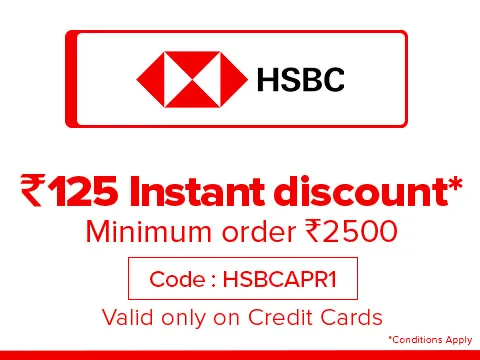 HSBC
₹125 Instant discount*
Minimum order ₹2500
Code : HSBCAPR1
Valid only on Credit Cards
*Conditions Apply